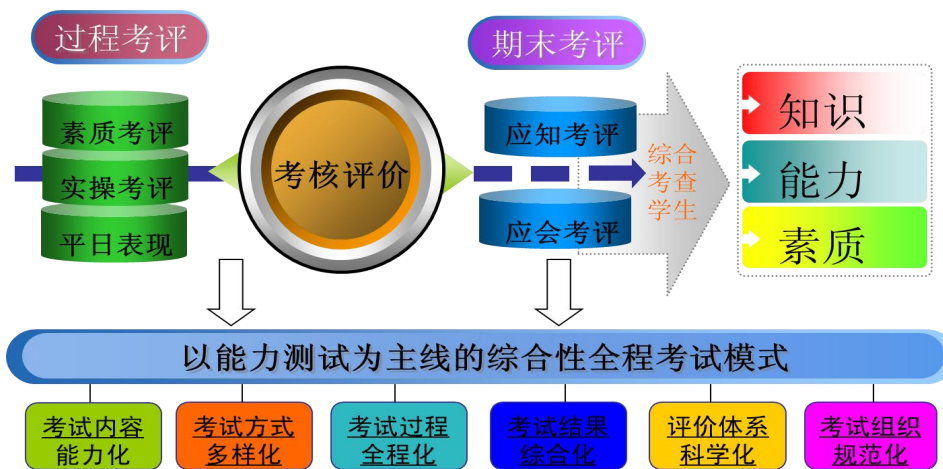 过程考评
期末考评
素质考评
实操考评
平日表现
考核评价
应知考评
应会考评
综合
考查
学生
知识
能力
素质
以能力测试为主线的综合性全程考试模式
考试内容
能力化
考试方式
多样化
考试过程
全程化
考试结果
综合化
评价体系
科学化
考试组织
规范化